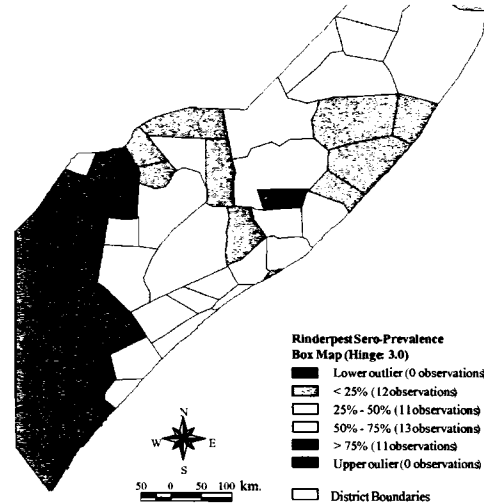 Rinderpest Sero-Prevalence
Box Map (Hinge: 3.0)
Lower outlier (0 observations)
< 25% (12 observations)
25% - 50% (11 observations)
50% - 75% (13 observations)
> 75% (11 observations)
Upper outlier (0 observations)
District Boundaries
N
W E
S
50 0 50 100 km.